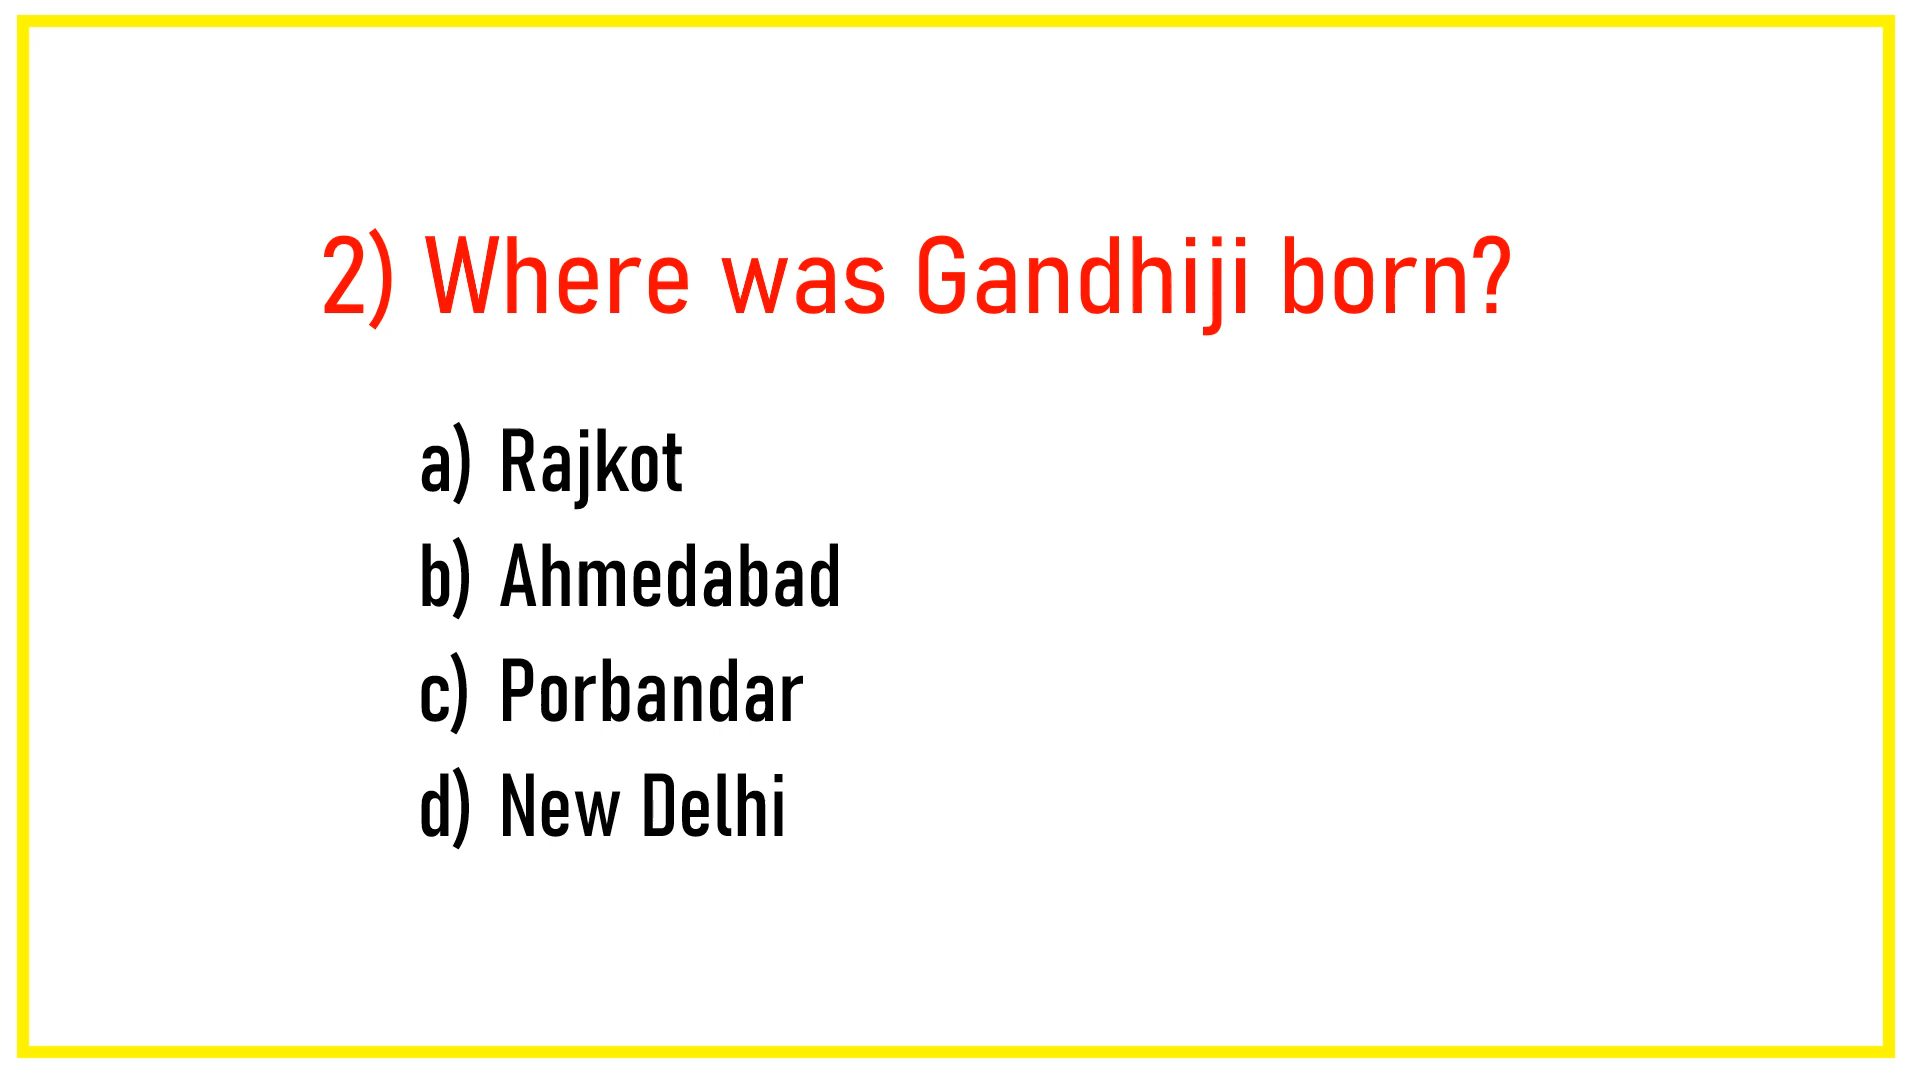 2) Where was Gandhiji born?
a) Rajkot
b) Ahmedabad
c) Porbandar
d) New Delhi